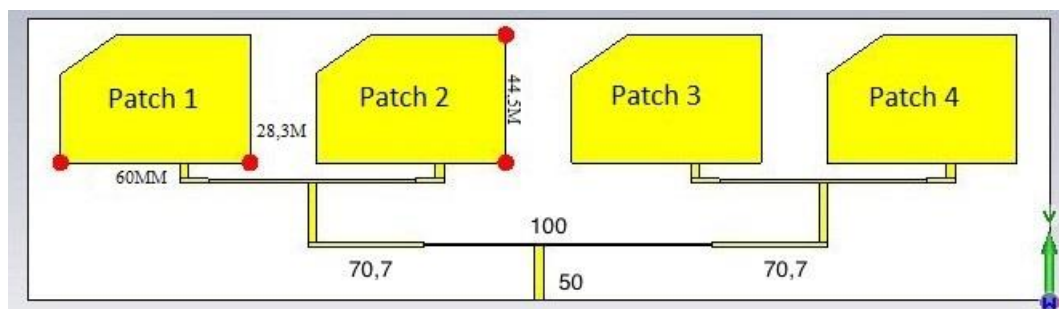 Patch 1
Patch 2
Patch 3
Patch 4
44.5M
28,3M
60MM
100
70,7
70,7
50
Y
W